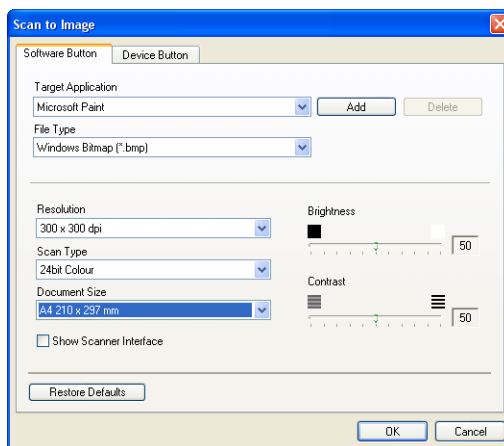 Scan to Image
Software Button Device Button
Target Application
Microsoft Paint Add Delete
File Type
Windows Bitmap (*.bmp)
Resolution Brightness
300 x 300 dpi
50
Scan Type
24bit Colour
Contrast
Document Size
A4 210 x 297 mm
50
Show Scanner Interface
Restore Defaults
OK Cancel